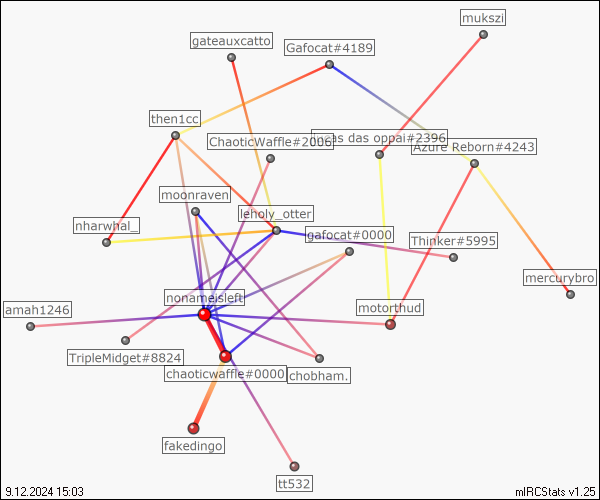 mukszi
gateauxcatto
Gafocat#4189
then1cc
ChaoticWaffle#2006
das oppai#2396
Azure Reborn#4243
moonraven
leholy_otter
nharwhal_
gafocat#0000
Thinker#5995
mercurybro
nonameisleft
amah1246
motorthud
TripleMidget#8824
chaoticwaffle#0000
chobham.
fakedingo
tt532
9.12.2024 15:03
mIRCStats v1.25